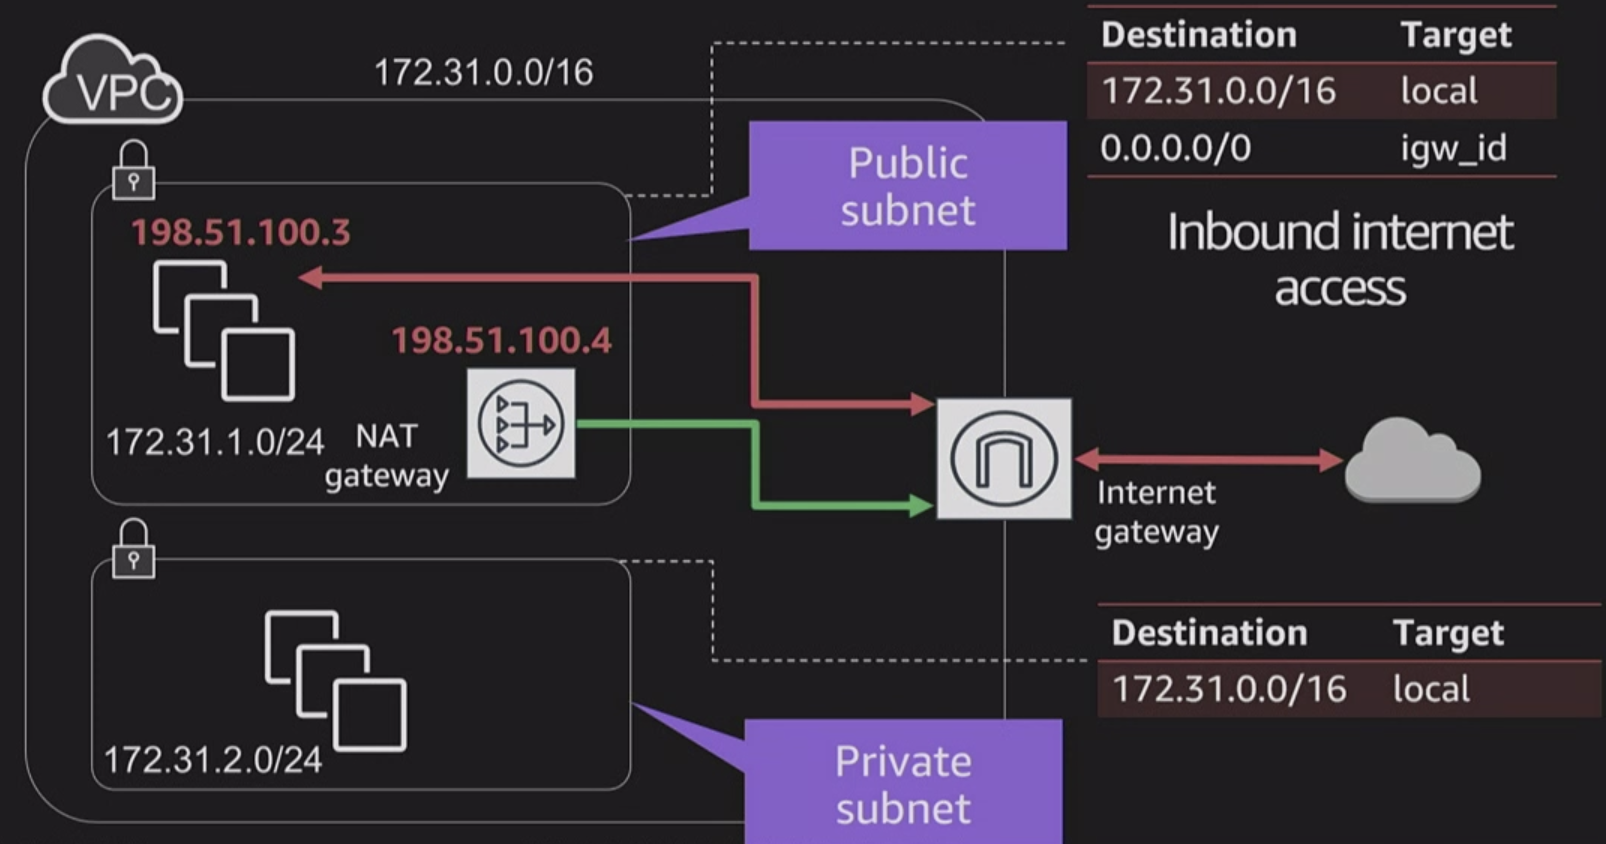 VPC
172.31.0.0/16
Destination Target
172.31.0.0/16 local
0.0.0.0/0 igw_id
Public
subnet
Inbound internet
access
198.51.100.3
198.51.100.4
172.31.1.0/24
NAT
gateway
Internet
gateway
Destination Target
172.31.0.0/16 local
172.31.2.0/24
Private
subnet